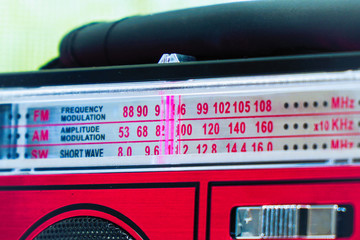 FM FREQUENCY MODULATION 88 90 9 96 99 102 105 108 MHz
AM AMPLITUDE MODULATION 53 68 8 100 120 140 160 x10 KHz
SW SHORT WAVE 8.0 9.6 11.2 12.8 14.4 16.0 MHz